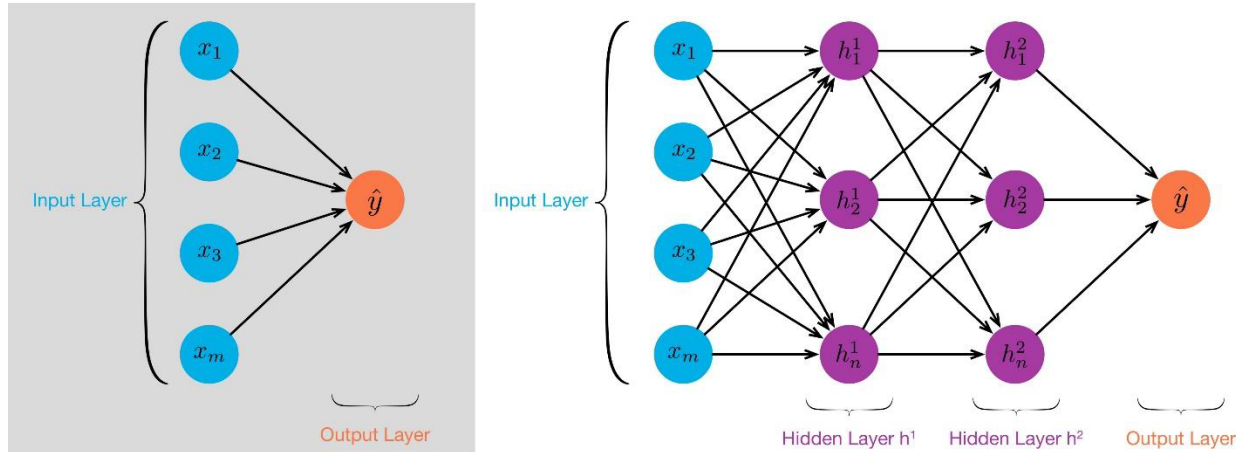 x₁
x₂
Input Layer
ŷ
x₃
xₘ
Output Layer
x₁
h₁¹
h₁²
x₂
Input Layer
h₂¹
h₂²
ŷ
x₃
xₘ
hₙ¹
hₙ²
Hidden Layer h¹
Hidden Layer h²
Output Layer